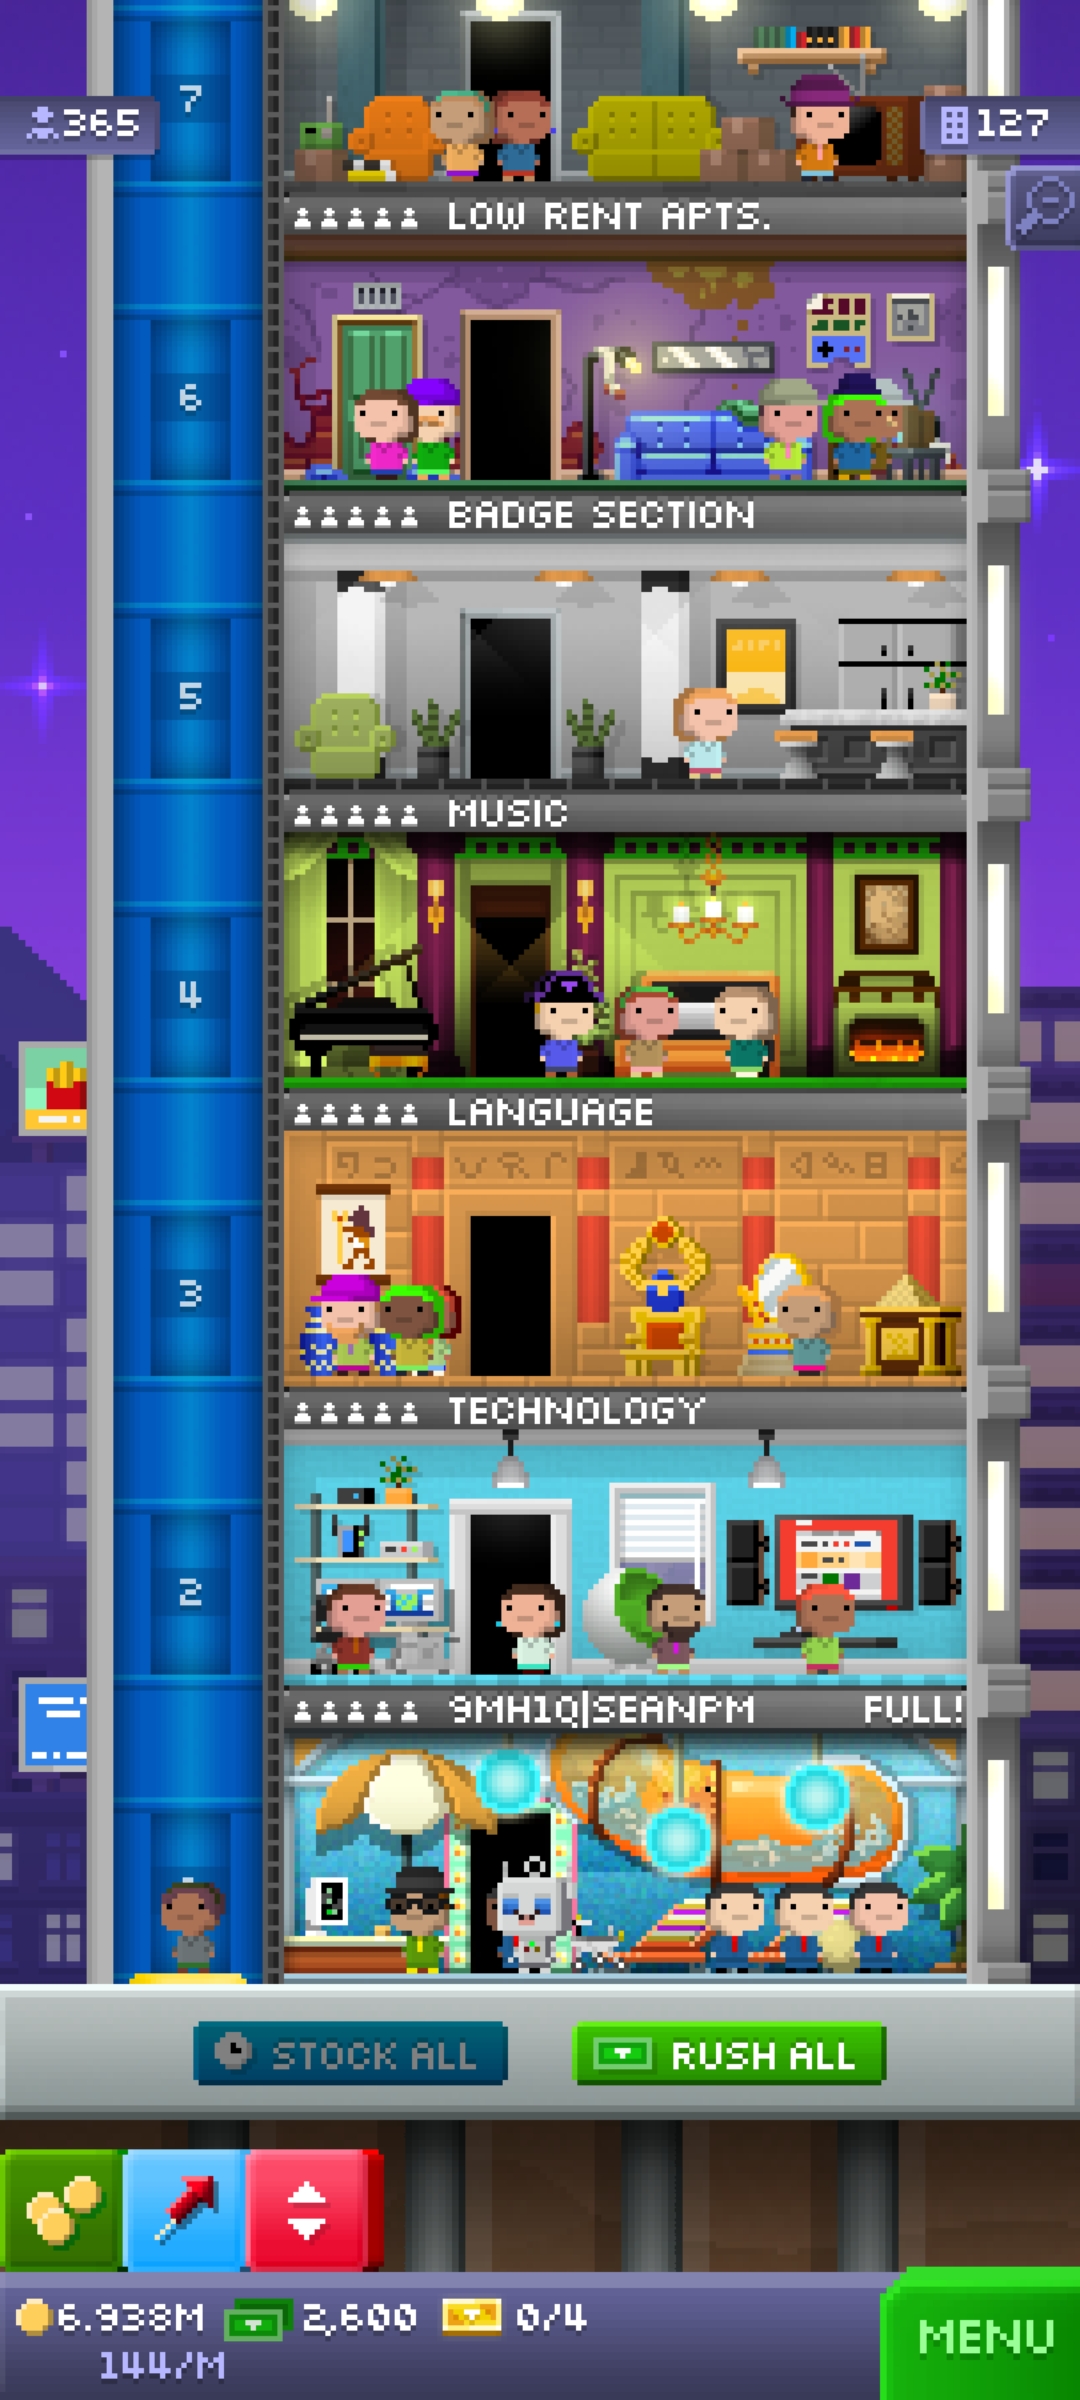 7
365
127
LOW RENT APTS.
6
BADGE SECTION
5
MUSIC
4
LANGUAGE
3
TECHNOLOGY
2
9MH1Q|SEANPM FULL!
STOCK ALL
RUSH ALL
6.938M 2,600 0/4
144/M
MENU